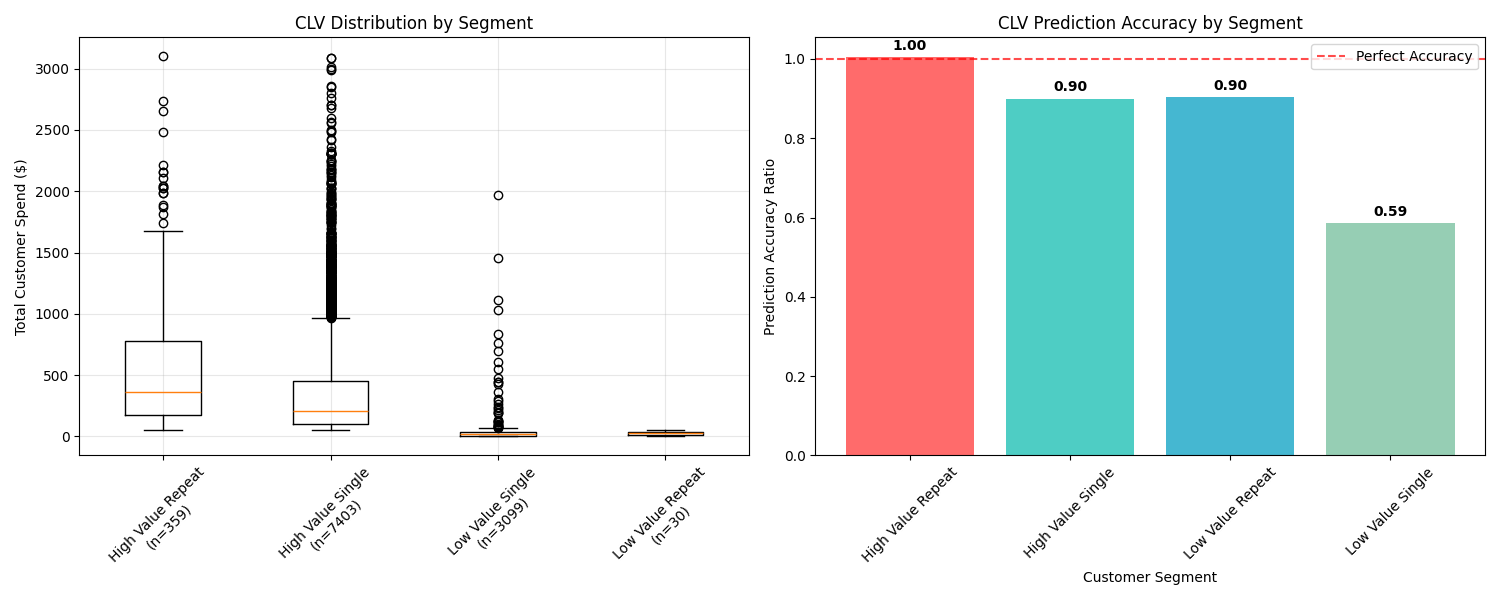 CLV Distribution by Segment
Total Customer Spend ($)
3000
2500
2000
1500
1000
500
0
High Value Repeat
(n=359)
High Value Single
(n=7403)
Low Value Single
(n=3099)
Low Value Repeat
(n=30)
CLV Prediction Accuracy by Segment
Prediction Accuracy Ratio
1.0
0.8
0.6
0.4
0.2
0.0
1.00
0.90
0.90
0.59
Perfect Accuracy
High Value Repeat
High Value Single
Low Value Repeat
Low Value Single
Customer Segment